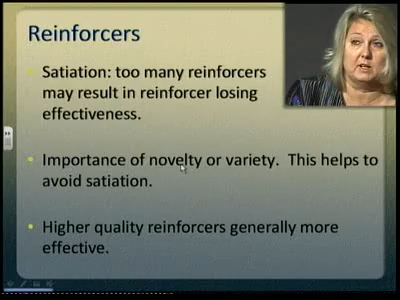 Reinforcers
Satiation: too many reinforcers
may result in reinforcer losing
effectiveness.
Importance of novelty or variety.  This helps to
avoid satiation.
Higher quality reinforcers generally more
effective.